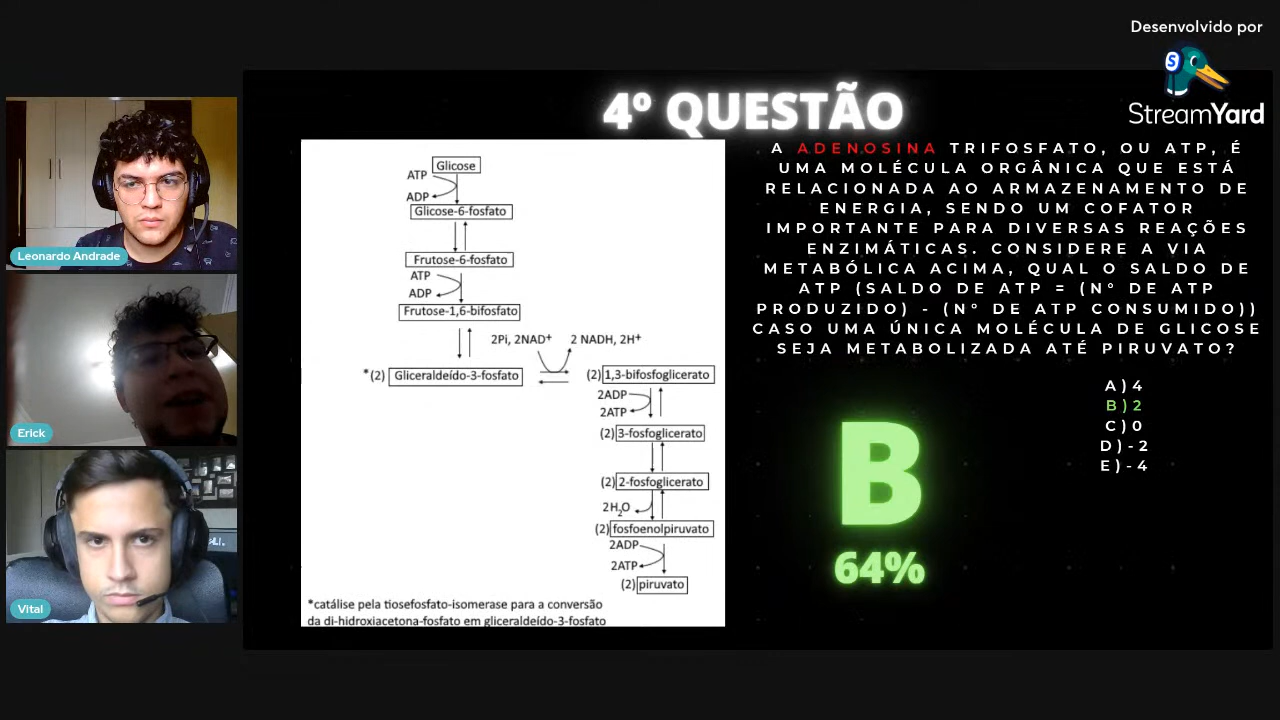 Desenvolvido por
StreamYard
4º QUESTÃO
Leonardo Andrade
Erick
Vital
Glicose
ATP
ADP
Glicose-6-fosfato
Frutose-6-fosfato
ATP
ADP
Frutose-1,6-bifosfato
2Pi, 2NAD+ 2 NADH, 2H+
*(2) Gliceraldeído-3-fosfato
(2) 1,3-bifosfoglicerato
2ADP
2ATP
(2) 3-fosfoglicerato
(2) 2-fosfoglicerato
2H2O
(2) fosfoenolpiruvato
2ADP
2ATP
(2) piruvato
*catálise pela tiosefosfato-isomerase para a conversão
da di-hidroxiacetona-fosfato em gliceraldeído-3-fosfato
A ADENOSINA TRIFOSFATO, OU ATP, É
UMA MOLÉCULA ORGÂNICA QUE ESTÁ
RELACIONADA AO ARMAZENAMENTO DE
ENERGIA, SENDO UM COFATOR
IMPORTANTE PARA DIVERSAS REAÇÕES
ENZIMÁTICAS. CONSIDERE A VIA
METABÓLICA ACIMA, QUAL O SALDO DE
ATP (SALDO DE ATP = (Nº DE ATP
PRODUZIDO) - (Nº DE ATP CONSUMIDO))
CASO UMA ÚNICA MOLÉCULA DE GLICOSE
SEJA METABOLIZADA ATÉ PIRUVATO?
A) 4
B) 2
C) 0
D) -2
E) -4
B
64%